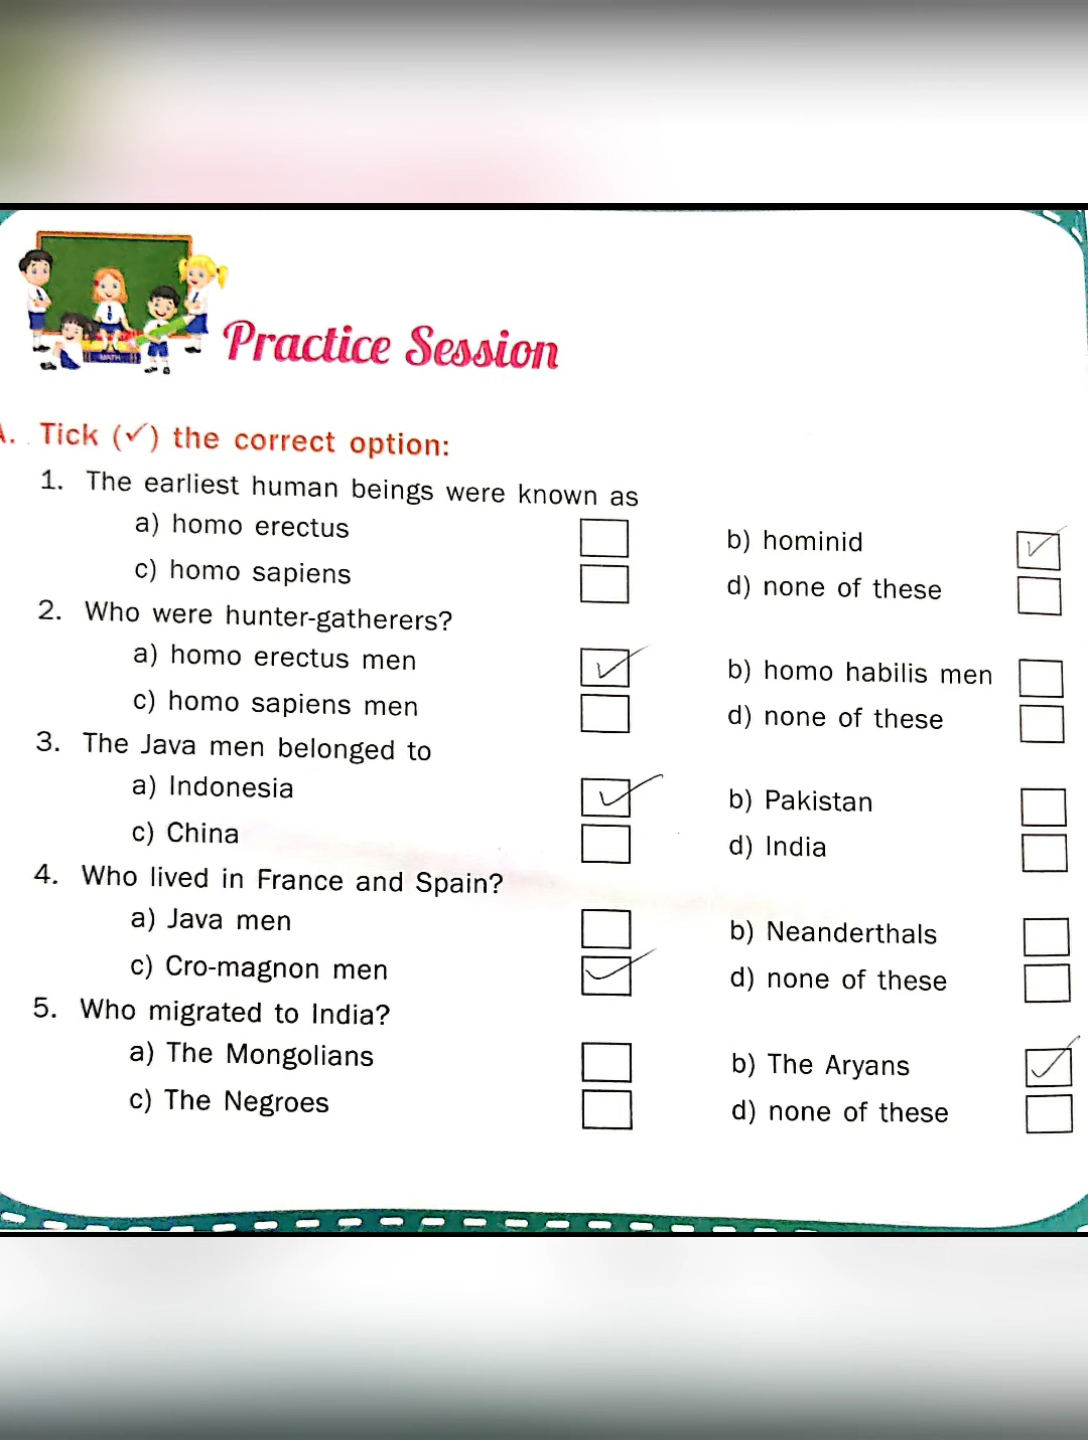 MATH
Practice Session
A. Tick (✓) the correct option:
1. The earliest human beings were known as
a) homo erectus b) hominid ✓
c) homo sapiens d) none of these
2. Who were hunter-gatherers?
a) homo erectus men ✓ b) homo habilis men
c) homo sapiens men d) none of these
3. The Java men belonged to
a) Indonesia ✓ b) Pakistan
c) China d) India
4. Who lived in France and Spain?
a) Java men b) Neanderthals
c) Cro-magnon men ✓ d) none of these
5. Who migrated to India?
a) The Mongolians b) The Aryans ✓
c) The Negroes d) none of these